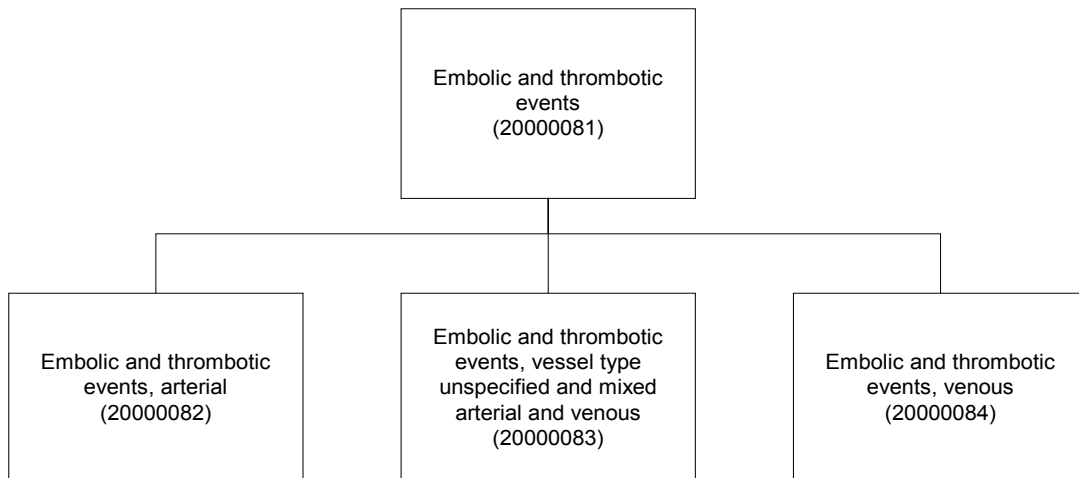 Embolic and thrombotic
events
(20000081)
Embolic and thrombotic
events, arterial
(20000082)
Embolic and thrombotic
events, vessel type
unspecified and mixed
arterial and venous
(20000083)
Embolic and thrombotic
events, venous
(20000084)